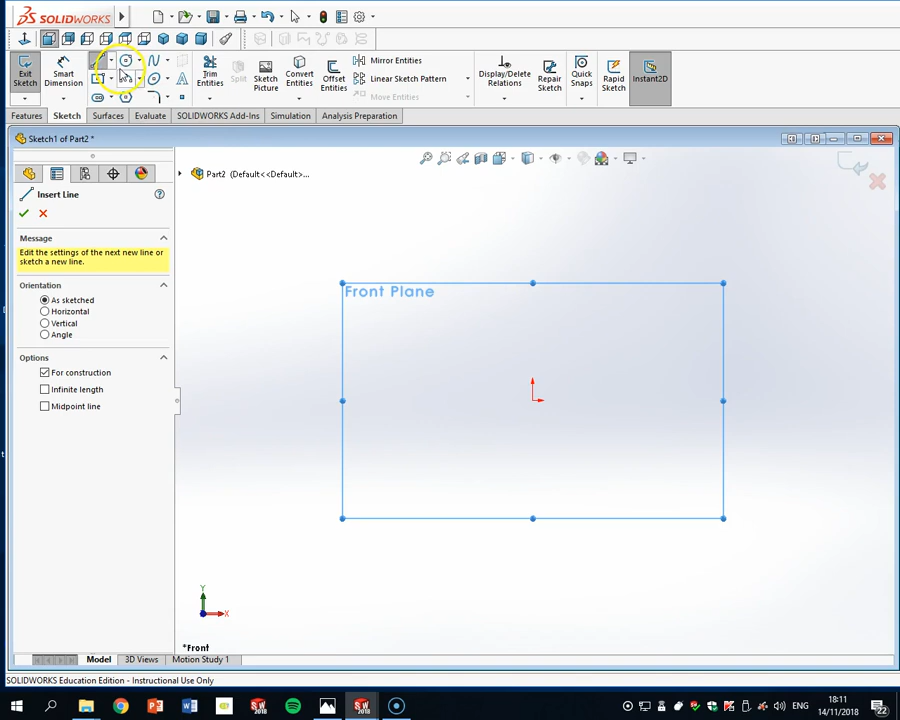 SOLIDWORKS
Exit Sketch
Smart Dimension
Trim Entities
Split
Sketch Picture
Convert Entities
Offset Entities
Mirror Entities
Linear Sketch Pattern
Move Entities
Display/Delete Relations
Repair Sketch
Quick Snaps
Rapid Sketch
Instant2D
Features
Sketch
Surfaces
Evaluate
SOLIDWORKS Add-Ins
Simulation
Analysis Preparation
Sketch1 of Part2 *
Part2 (Default<<Default>...
Insert Line
Message
Edit the settings of the next new line or
sketch a new line.
Orientation
As sketched
Horizontal
Vertical
Angle
Options
For construction
Infinite length
Midpoint line
Front Plane
Y
X
*Front
Model
3D Views
Motion Study 1
SOLIDWORKS Education Edition - Instructional Use Only
ENG
18:11
14/11/2018
22